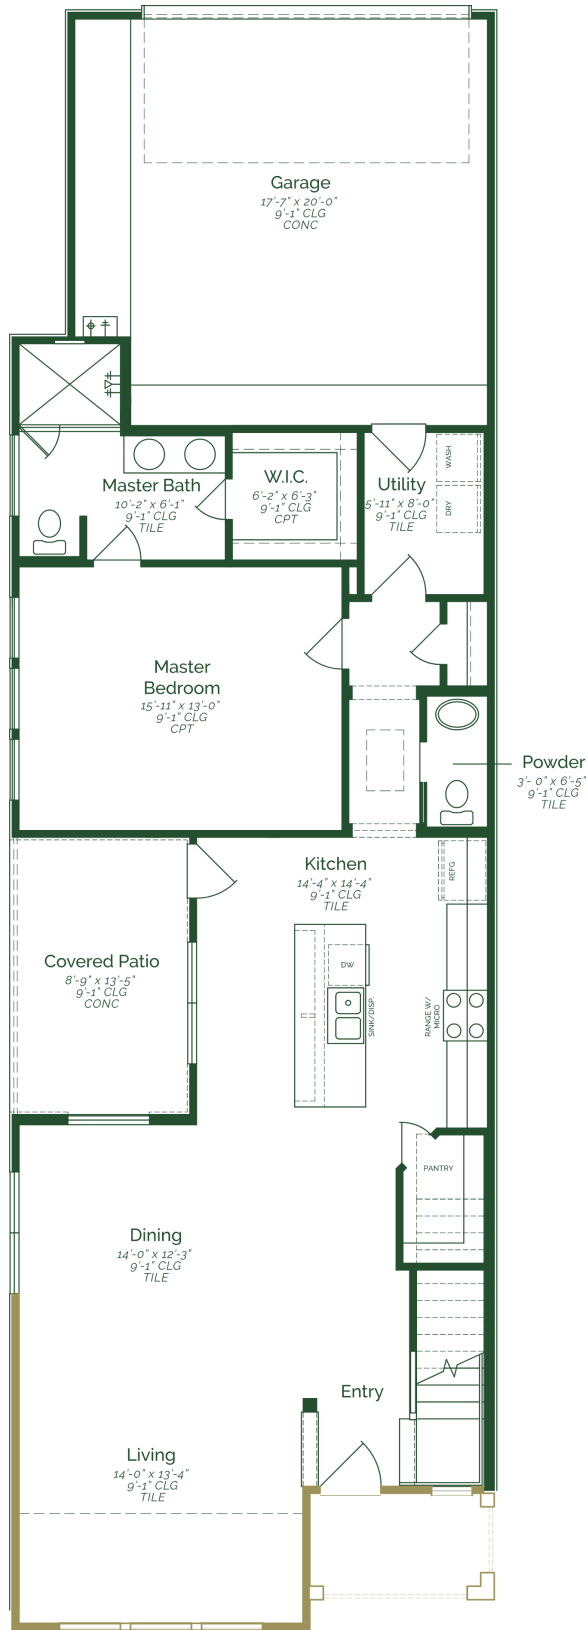 Garage
17'-7" x 20'-0"
9'-1" CLG
CONC
Master Bath
10'-2" x 6'-1"
9'-1" CLG
TILE
W.I.C.
6'-2" x 6'-3"
9'-1" CLG
CPT
Utility
5'-11" x 8'-0"
9'-1" CLG
TILE
WASH
DRY
Master
Bedroom
15'-11" x 13'-0"
9'-1" CLG
CPT
Powder
3'- 0" x 6'-5"
9'-1" CLG
TILE
Kitchen
14'-4" x 14'-4"
9'-1" CLG
TILE
REFG
Covered Patio
8'-9" x 13'-5"
9'-1" CLG
CONC
DW
SINK/DISP.
RANGE W/
MICRO
PANTRY
Dining
14'-0" x 12'-3"
9'-1" CLG
TILE
Entry
Living
14'-0" x 13'-4"
9'-1" CLG
TILE